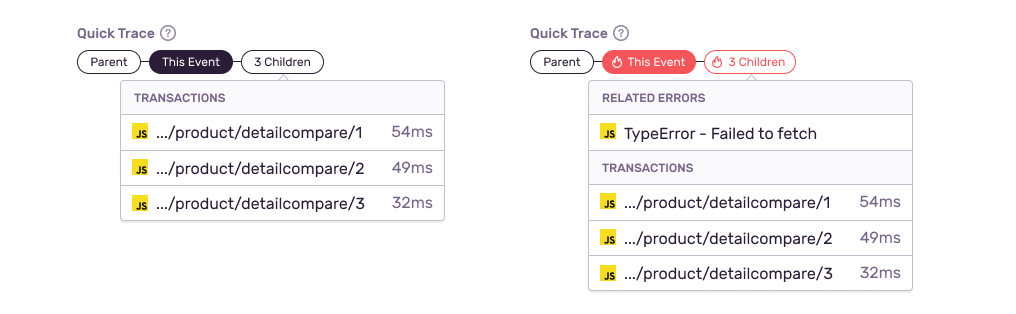 Quick Trace ?
Parent This Event 3 Children
TRANSACTIONS
JS .../product/detailcompare/1 54ms
JS .../product/detailcompare/2 49ms
JS .../product/detailcompare/3 32ms
Quick Trace ?
Parent This Event 3 Children
RELATED ERRORS
JS TypeError - Failed to fetch
TRANSACTIONS
JS .../product/detailcompare/1 54ms
JS .../product/detailcompare/2 49ms
JS .../product/detailcompare/3 32ms